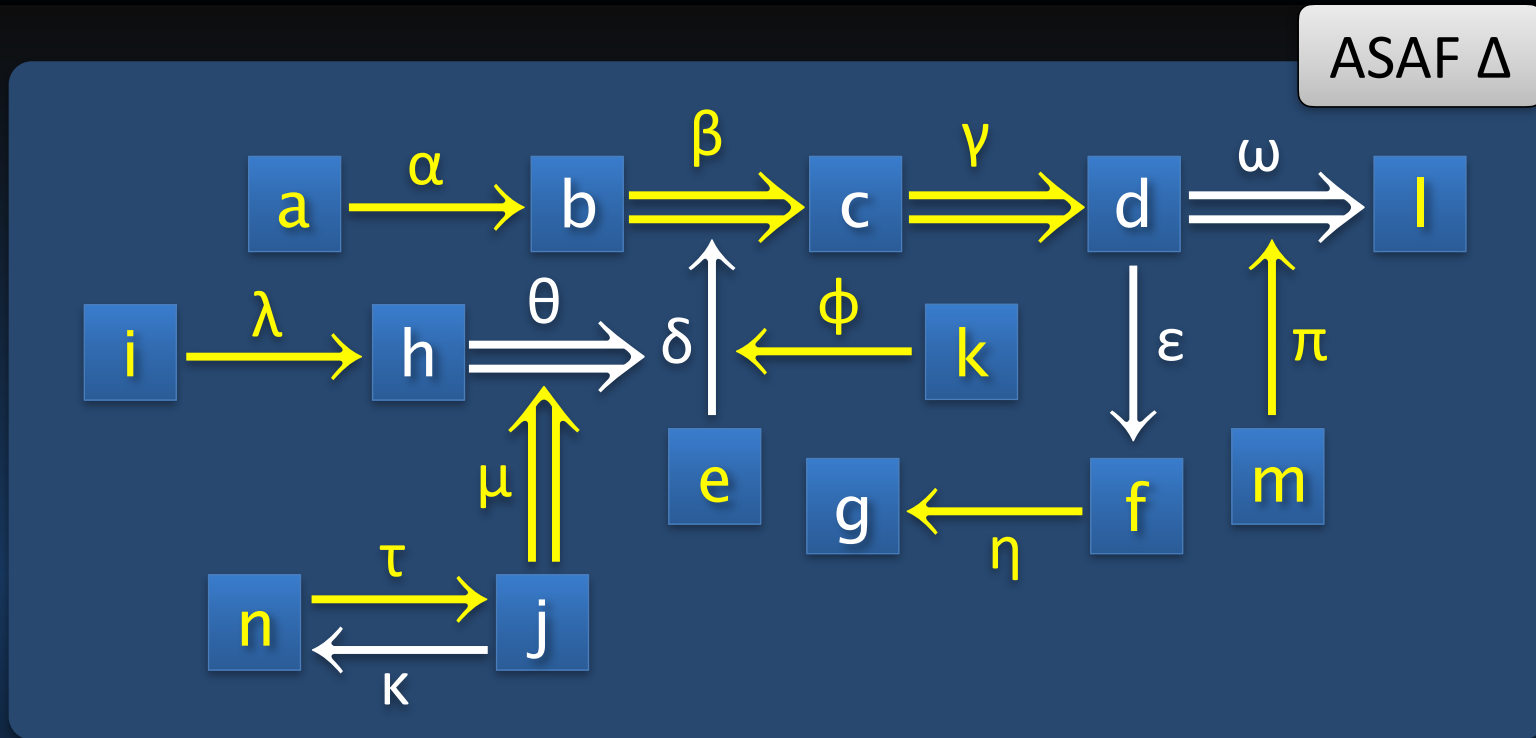 ASAF Δ
α β γ ω
a b c d l
λ θ δ φ ε π
i h k
μ e g f m
η
τ
n j
κ